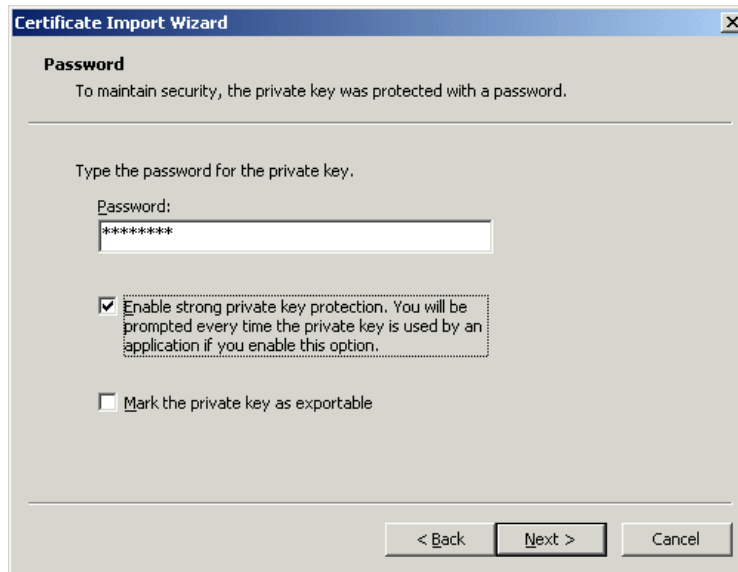 Certificate Import Wizard
Password
To maintain security, the private key was protected with a password.
Type the password for the private key.
Password:
********
Enable strong private key protection. You will be
prompted every time the private key is used by an
application if you enable this option.
Mark the private key as exportable
< Back Next > Cancel